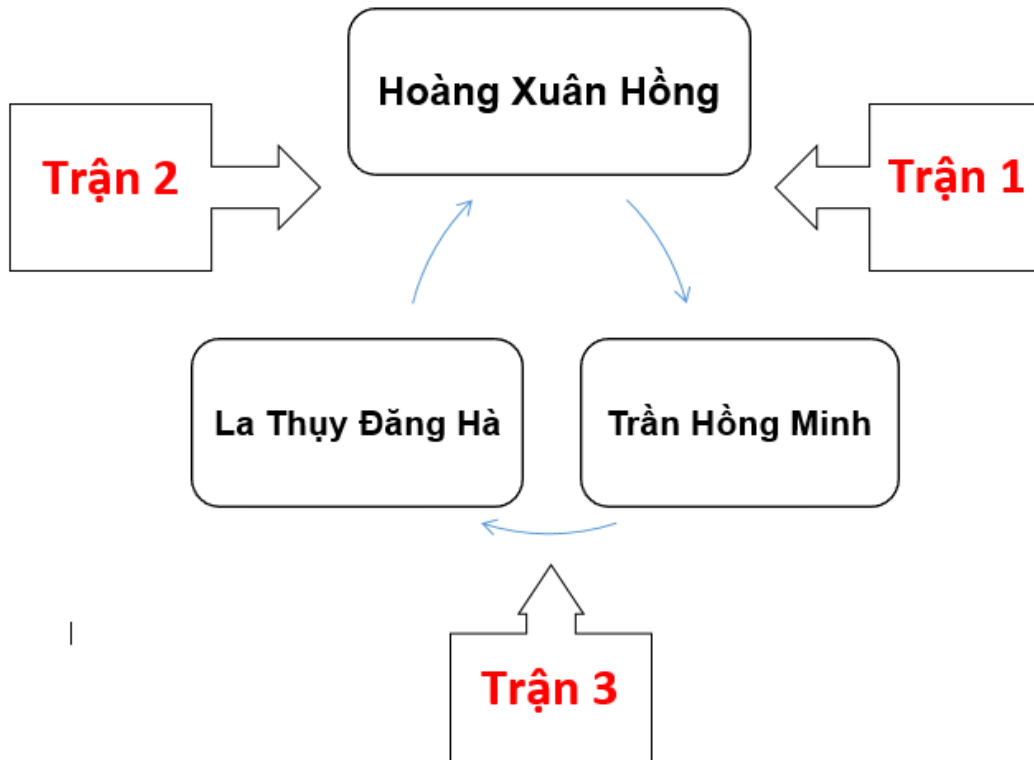 Hoàng Xuân Hồng
Trận 2
Trận 1
La Thụy Đăng Hà
Trần Hồng Minh
Trận 3